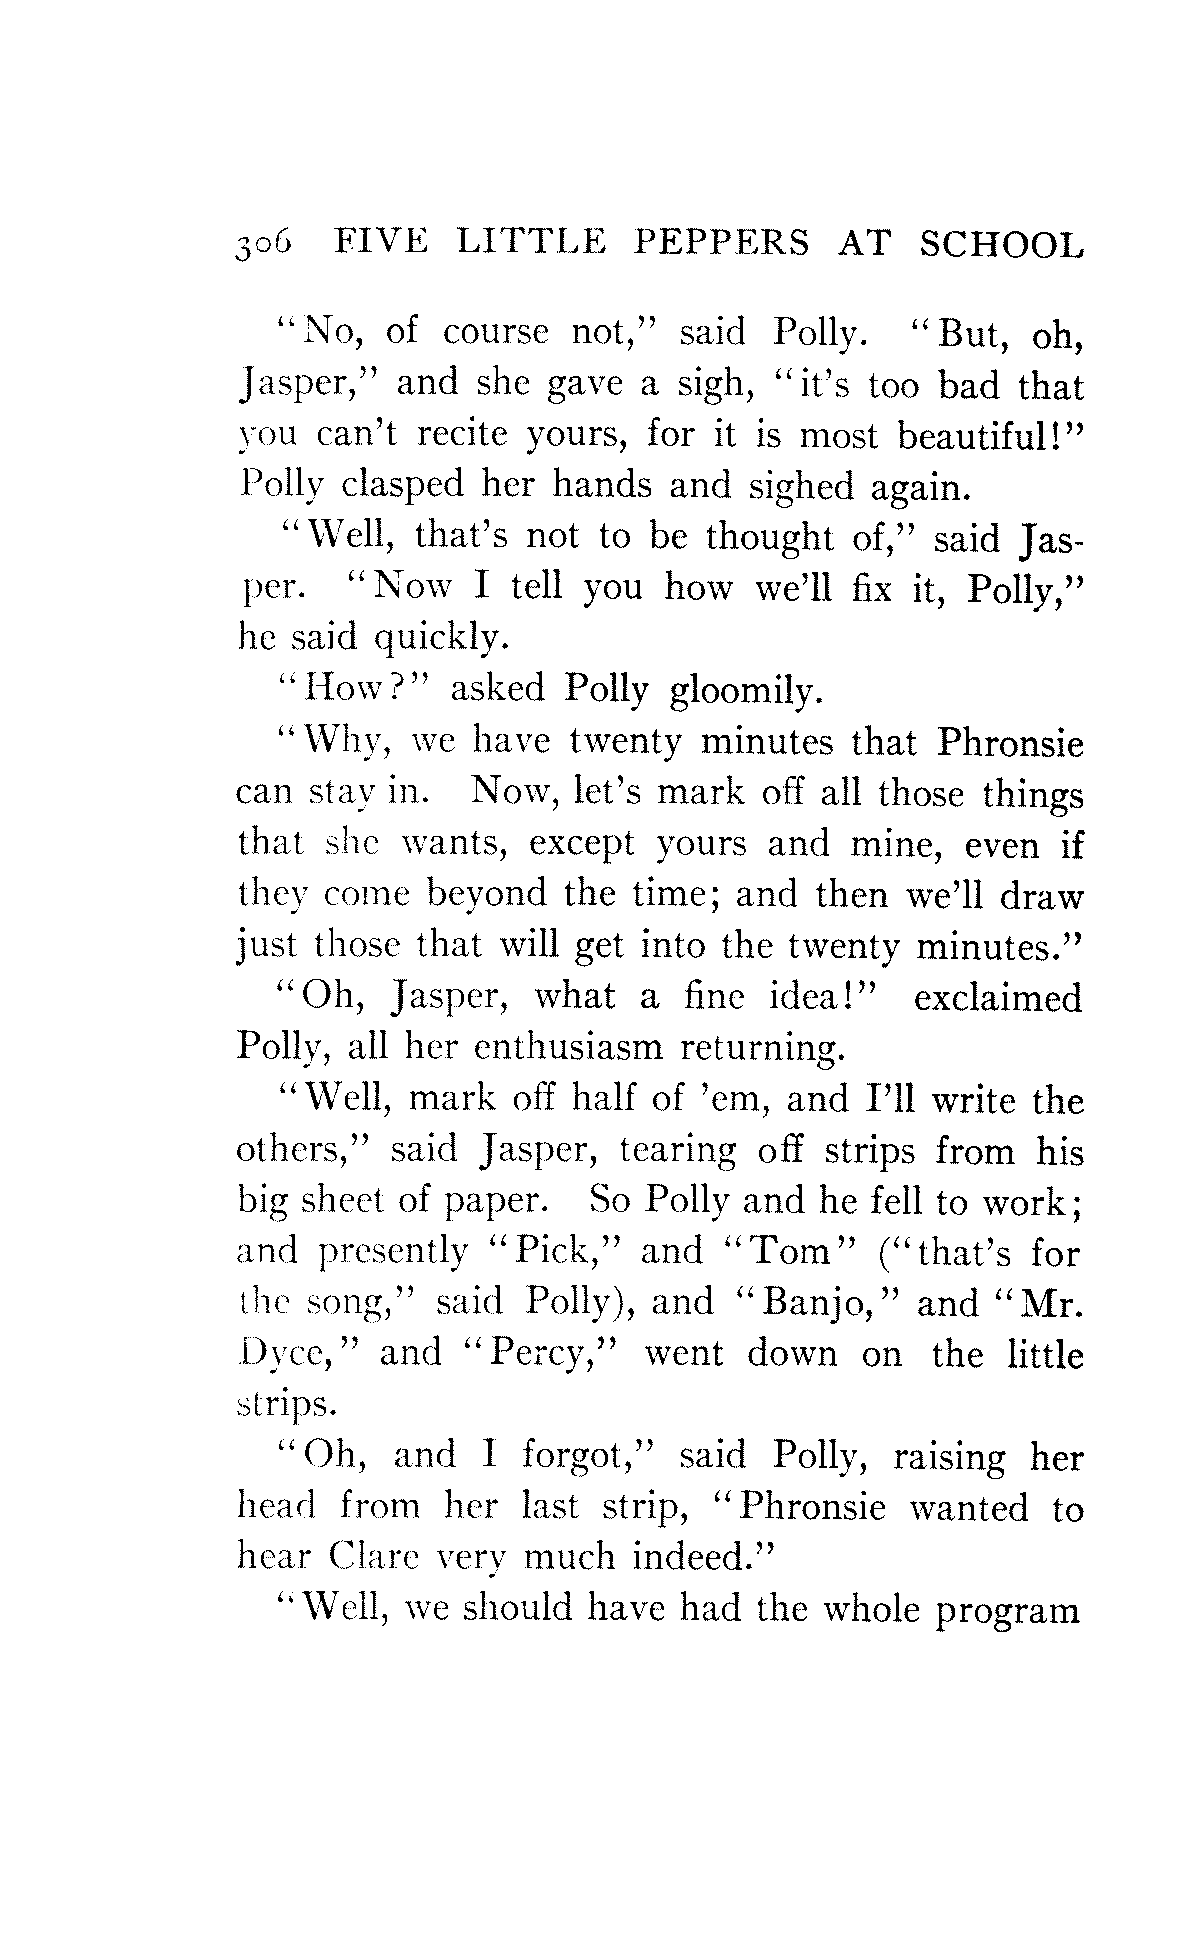 306 FIVE LITTLE PEPPERS AT SCHOOL
"No, of course not," said Polly. "But, oh,
Jasper," and she gave a sigh, "it's too bad that
you can't recite yours, for it is most beautiful!"
Polly clasped her hands and sighed again.
"Well, that's not to be thought of," said Jas-
per. "Now I tell you how we'll fix it, Polly,"
he said quickly.
"How?" asked Polly gloomily.
"Why, we have twenty minutes that Phronsie
can stay in. Now, let's mark off all those things
that she wants, except yours and mine, even if
they come beyond the time; and then we'll draw
just those that will get into the twenty minutes."
"Oh, Jasper, what a fine idea!" exclaimed
Polly, all her enthusiasm returning.
"Well, mark off half of 'em, and I'll write the
others," said Jasper, tearing off strips from his
big sheet of paper. So Polly and he fell to work;
and presently "Pick," and "Tom" ("that's for
the song," said Polly), and "Banjo," and "Mr.
Dyce," and "Percy," went down on the little
strips.
"Oh, and I forgot," said Polly, raising her
head from her last strip, "Phronsie wanted to
hear Clare very much indeed."
"Well, we should have had the whole program